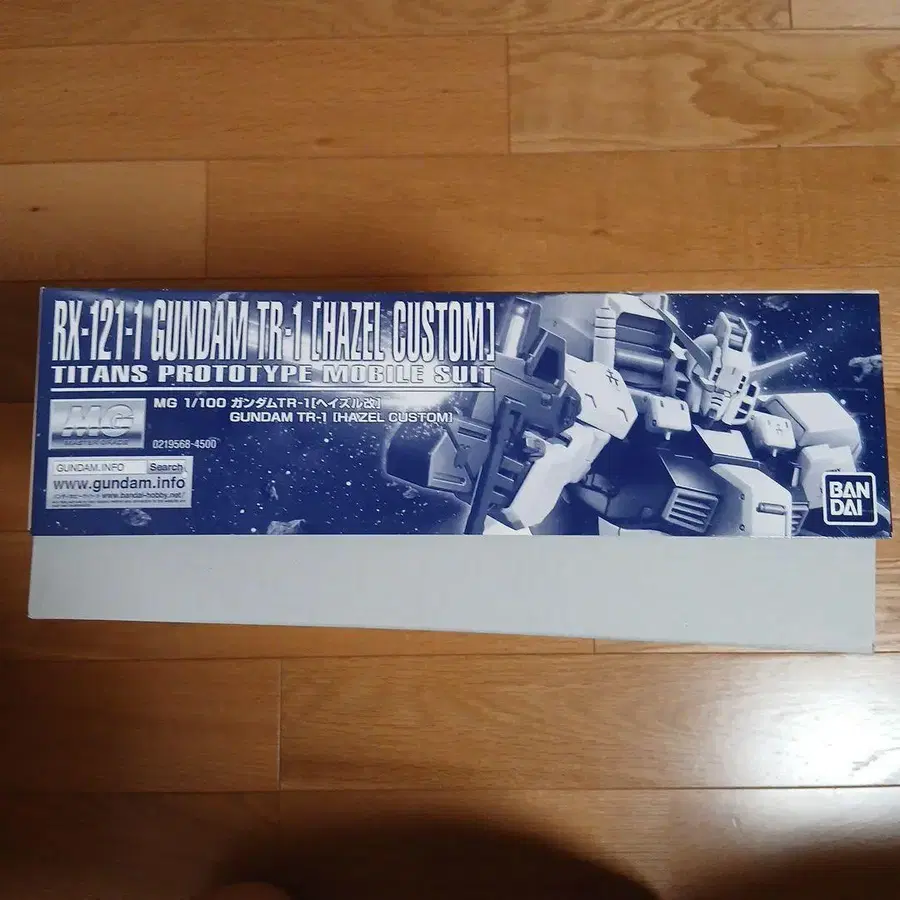 RX-121-1 GUNDAM TR-1 [HAZEL CUSTOM]
TITANS PROTOTYPE MOBILE SUIT
MG
MASTER GRADE
MG 1/100 ガンダムTR-1[ヘイズル改]
GUNDAM TR-1 [HAZEL CUSTOM]
0219568-4500
GUNDAM.INFO Search
www.gundam.info
www.bandai-hobby.net/
BAN
DAI